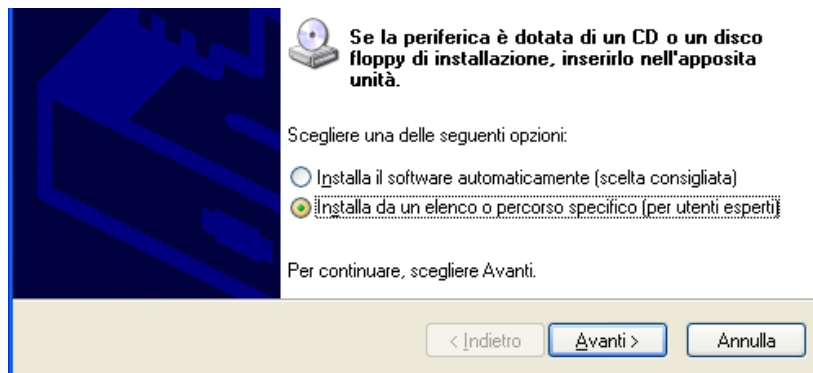 Se la periferica è dotata di un CD o un disco
floppy di installazione, inserirlo nell'apposita
unità.
Scegliere una delle seguenti opzioni:
Installa il software automaticamente (scelta consigliata)
Installa da un elenco o percorso specifico (per utenti esperti)
Per continuare, scegliere Avanti.
< Indietro
Avanti >
Annulla